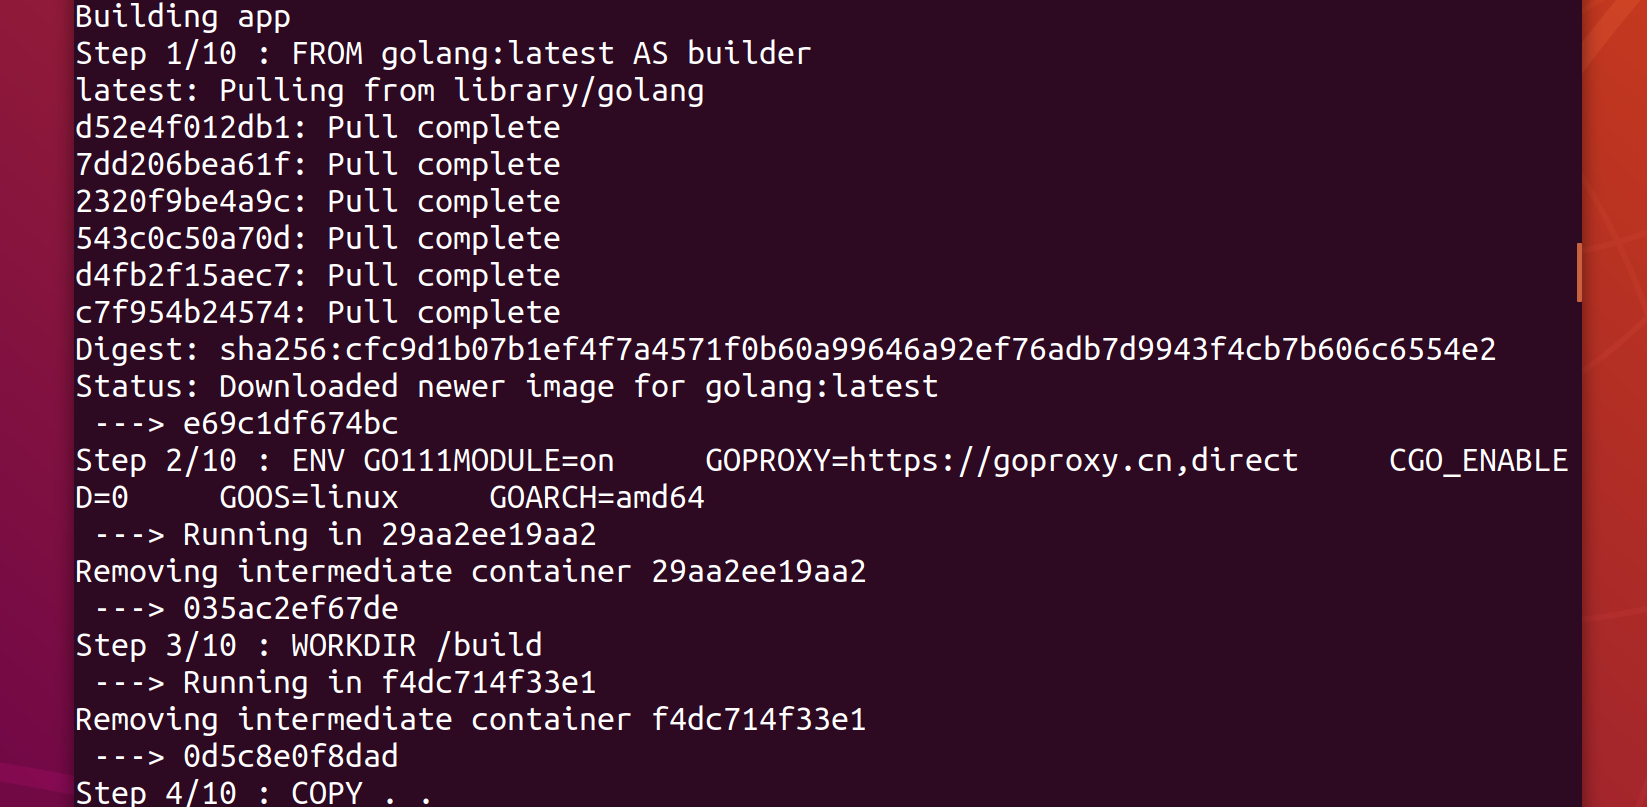 Building app
Step 1/10 : FROM golang:latest AS builder
latest: Pulling from library/golang
d52e4f012db1: Pull complete
7dd206bea61f: Pull complete
2320f9be4a9c: Pull complete
543c0c50a70d: Pull complete
d4fb2f15aec7: Pull complete
c7f954b24574: Pull complete
Digest: sha256:cfc9d1b07b1ef4f7a4571f0b60a99646a92ef76adb7d9943f4cb7b606c6554e2
Status: Downloaded newer image for golang:latest
 ---> e69c1df674bc
Step 2/10 : ENV GO111MODULE=on     GOPROXY=https://goproxy.cn,direct     CGO_ENABLE
D=0     GOOS=linux     GOARCH=amd64
 ---> Running in 29aa2ee19aa2
Removing intermediate container 29aa2ee19aa2
 ---> 035ac2ef67de
Step 3/10 : WORKDIR /build
 ---> Running in f4dc714f33e1
Removing intermediate container f4dc714f33e1
 ---> 0d5c8e0f8dad
Step 4/10 : COPY . .